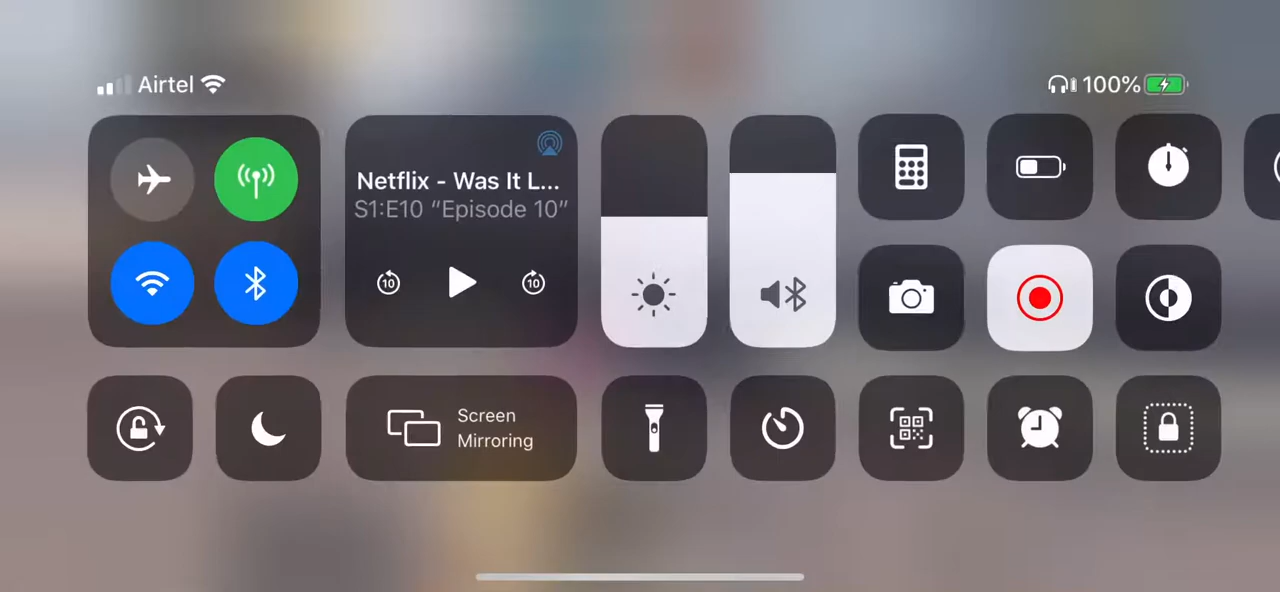 Airtel
100%
Netflix - Was It L...
S1:E10 “Episode 10”
10
10
Screen
Mirroring